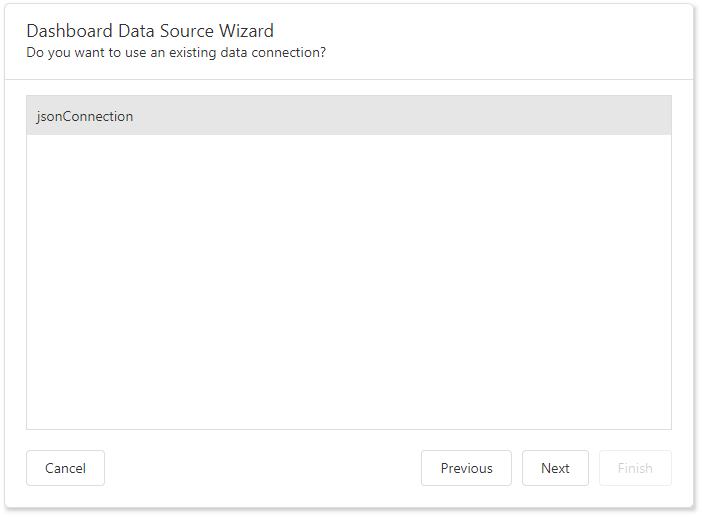 Dashboard Data Source Wizard
Do you want to use an existing data connection?
jsonConnection
Cancel Previous Next Finish